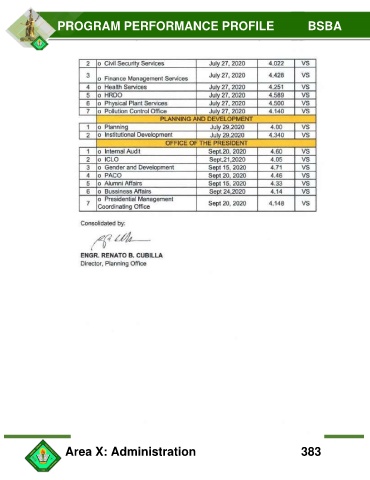 PROGRAM PERFORMANCE PROFILE BSBA
2 o Civil Security Services July 27, 2020 4.022 VS
3 o Finance Management Services July 27, 2020 4.428 VS
4 o Health Services July 27, 2020 4.251 VS
5 o HRDO July 27, 2020 4.589 VS
6 o Physical Plant Services July 27, 2020 4.500 VS
7 o Pollution Control Office July 27, 2020 4.140 VS
PLANNING AND DEVELOPMENT
1 o Planning July 29,2020 4.00 VS
2 o Institutional Development July 29,2020 4.340 VS
OFFICE OF THE PRESIDENT
1 o Internal Audit Sept.20, 2020 4.60 VS
2 o ICLO Sept,21,2020 4.05 VS
3 o Gender and Development Sept 15, 2020 4.71 VS
4 o PACO Sept 20, 2020 4.46 VS
5 o Alumni Affairs Sept 15, 2020 4.33 VS
6 o Bussiness Affairs Sept 24,2020 4.14 VS
7 o Presidential Management Coordinating Office Sept 20, 2020 4.148 VS
Consolidated by:
ENGR. RENATO B. CUBILLA
Director, Planning Office
Area X: Administration 383